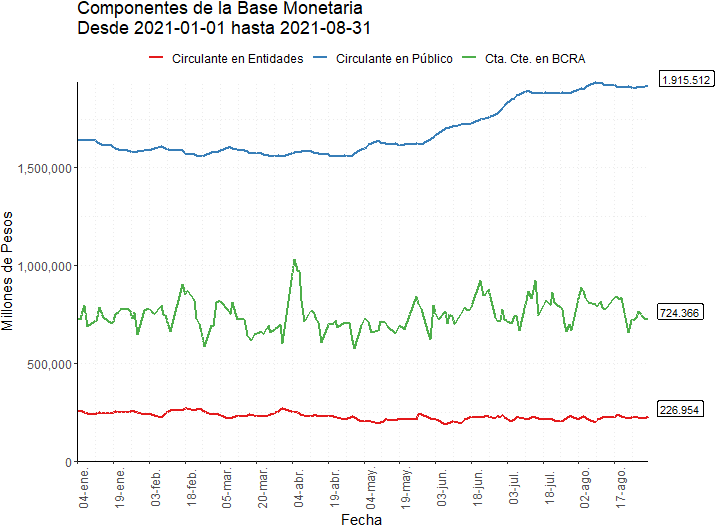 Componentes de la Base Monetaria
Desde 2021-01-01 hasta 2021-08-31
Circulante en Entidades Circulante en Público Cta. Cte. en BCRA
1.915.512
1,500,000
1,000,000
724.366
500,000
226.954
0
Millones de Pesos
04-ene. 19-ene. 03-feb. 18-feb. 05-mar. 20-mar. 04-abr. 19-abr. 04-may. 19-may. 03-jun. 18-jun. 03-jul. 18-jul. 02-ago. 17-ago.
Fecha